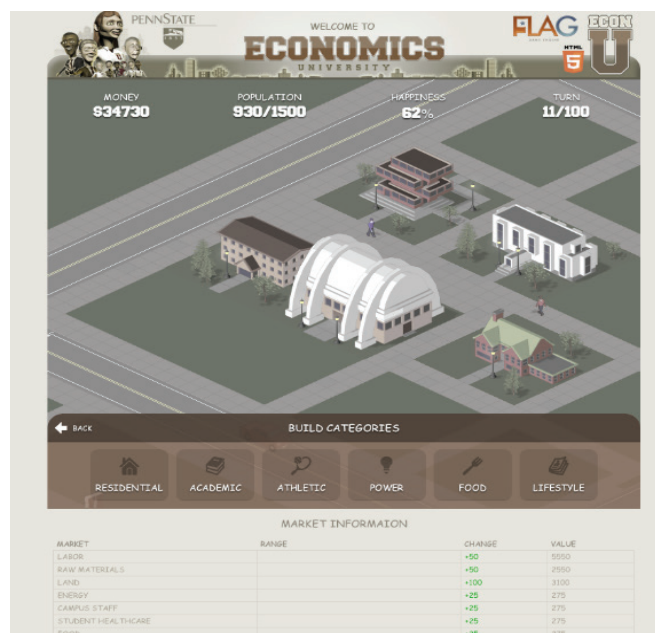 PENNSTATE
WELCOME TO
ECONOMICS
UNIVERSITY
FLAG
HTML
5
ECON
U
MONEY POPULATION HAPPINESS TURN
$34730 930/1500 62% 11/100
BACK BUILD CATEGORIES
RESIDENTIAL ACADEMIC ATHLETIC POWER FOOD LIFESTYLE
MARKET INFORMAION
MARKET RANGE CHANGE VALUE
LABOR +50 5550
RAW MATERIALS +50 2550
LAND +100 3100
ENERGY +25 275
CAMPUS STAFF +25 275
STUDENT HEALTHCARE +25 275